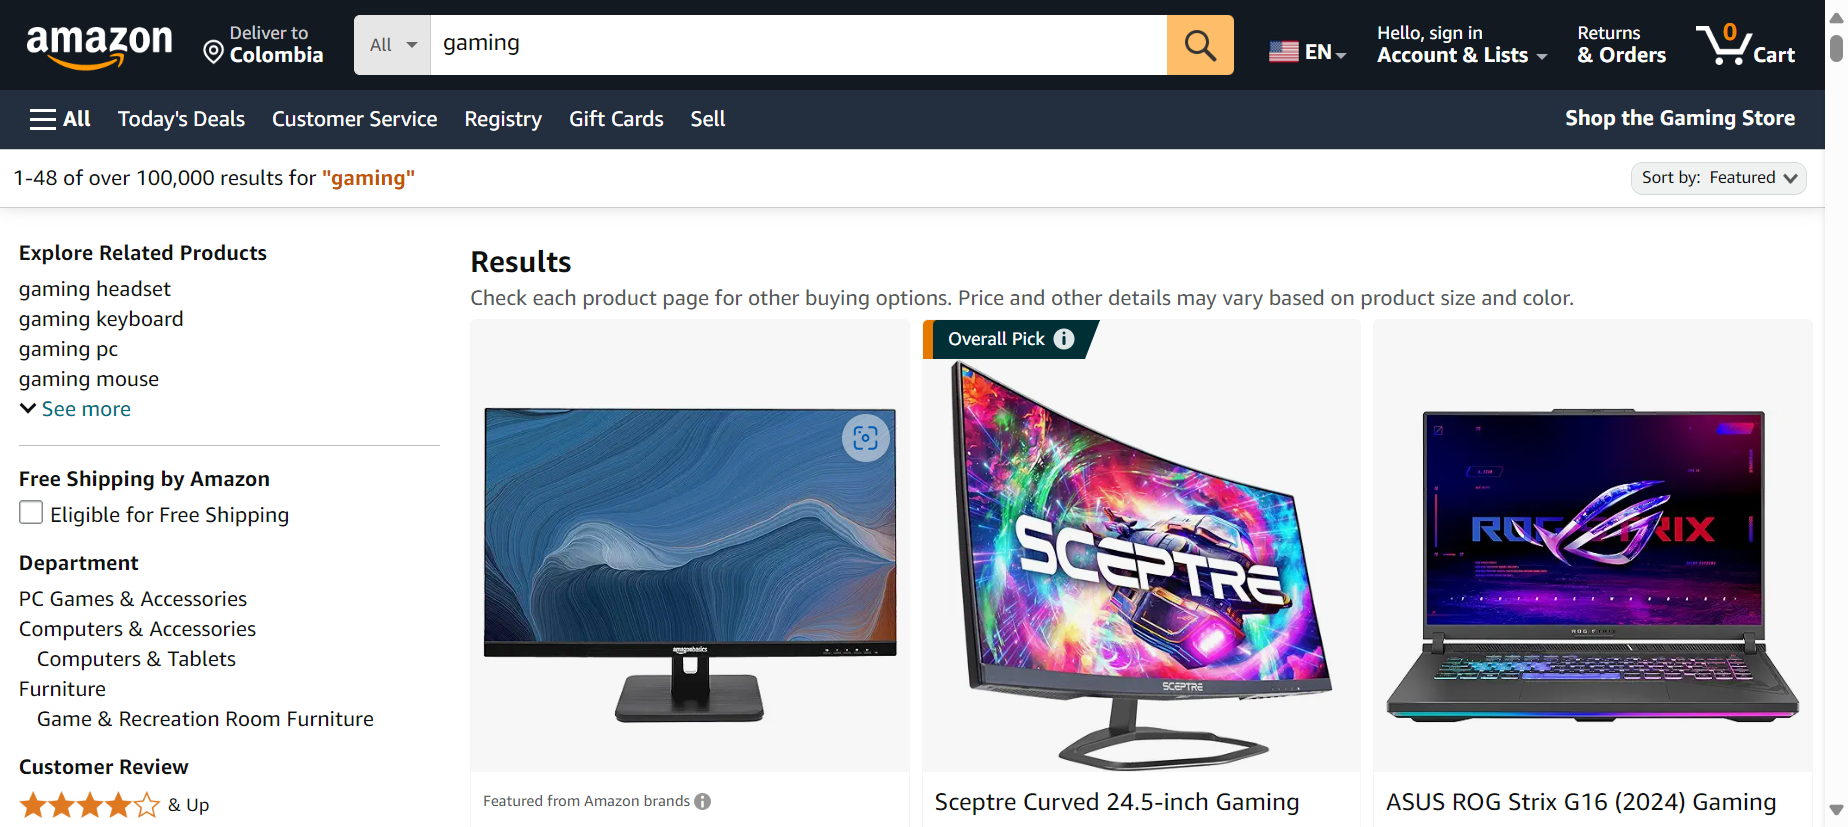 amazon
Deliver to
Colombia
All
gaming
EN
Hello, sign in
Account & Lists
Returns
& Orders
0
Cart
All
Today's Deals
Customer Service
Registry
Gift Cards
Sell
Shop the Gaming Store
1-48 of over 100,000 results for "gaming"
Sort by: Featured
Explore Related Products
gaming headset
gaming keyboard
gaming pc
gaming mouse
See more
Free Shipping by Amazon
Eligible for Free Shipping
Department
PC Games & Accessories
Computers & Accessories
Computers & Tablets
Furniture
Game & Recreation Room Furniture
Customer Review
& Up
Results
Check each product page for other buying options. Price and other details may vary based on product size and color.
amazonbasics
Featured from Amazon brands
Overall Pick
SCEPTRE
SCEPTRE
Sceptre Curved 24.5-inch Gaming
ROG STRIX
ROG STRIX
ASUS ROG Strix G16 (2024) Gaming